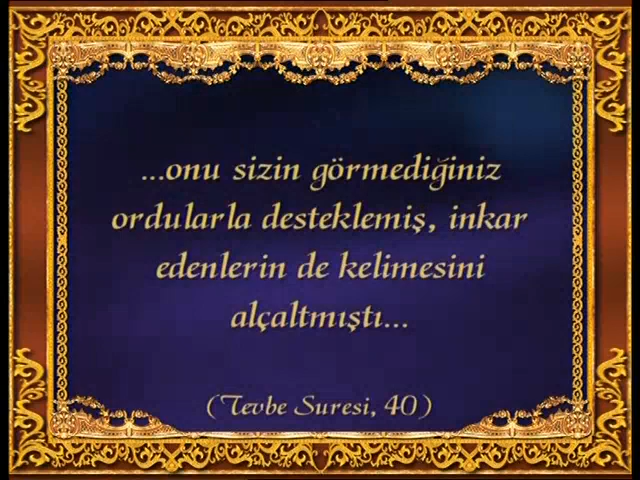 ...onu sizin görmediğiniz
ordularla desteklemiş, inkar
edenlerin de kelimesini
alçaltmıştı...
(Tevbe Suresi, 40)